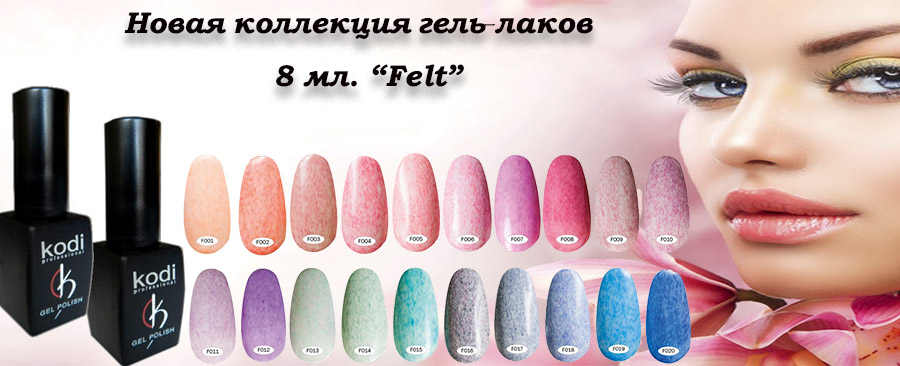 Новая коллекция гель-лаков
8 мл. “Felt”
kodi
professional
GEL POLISH
kodi
professional
GEL POLISH
F001 F002 F003 F004 F005 F006 F007 F008 F009 F010
F011 F012 F013 F014 F015 F016 F017 F018 F019 F020